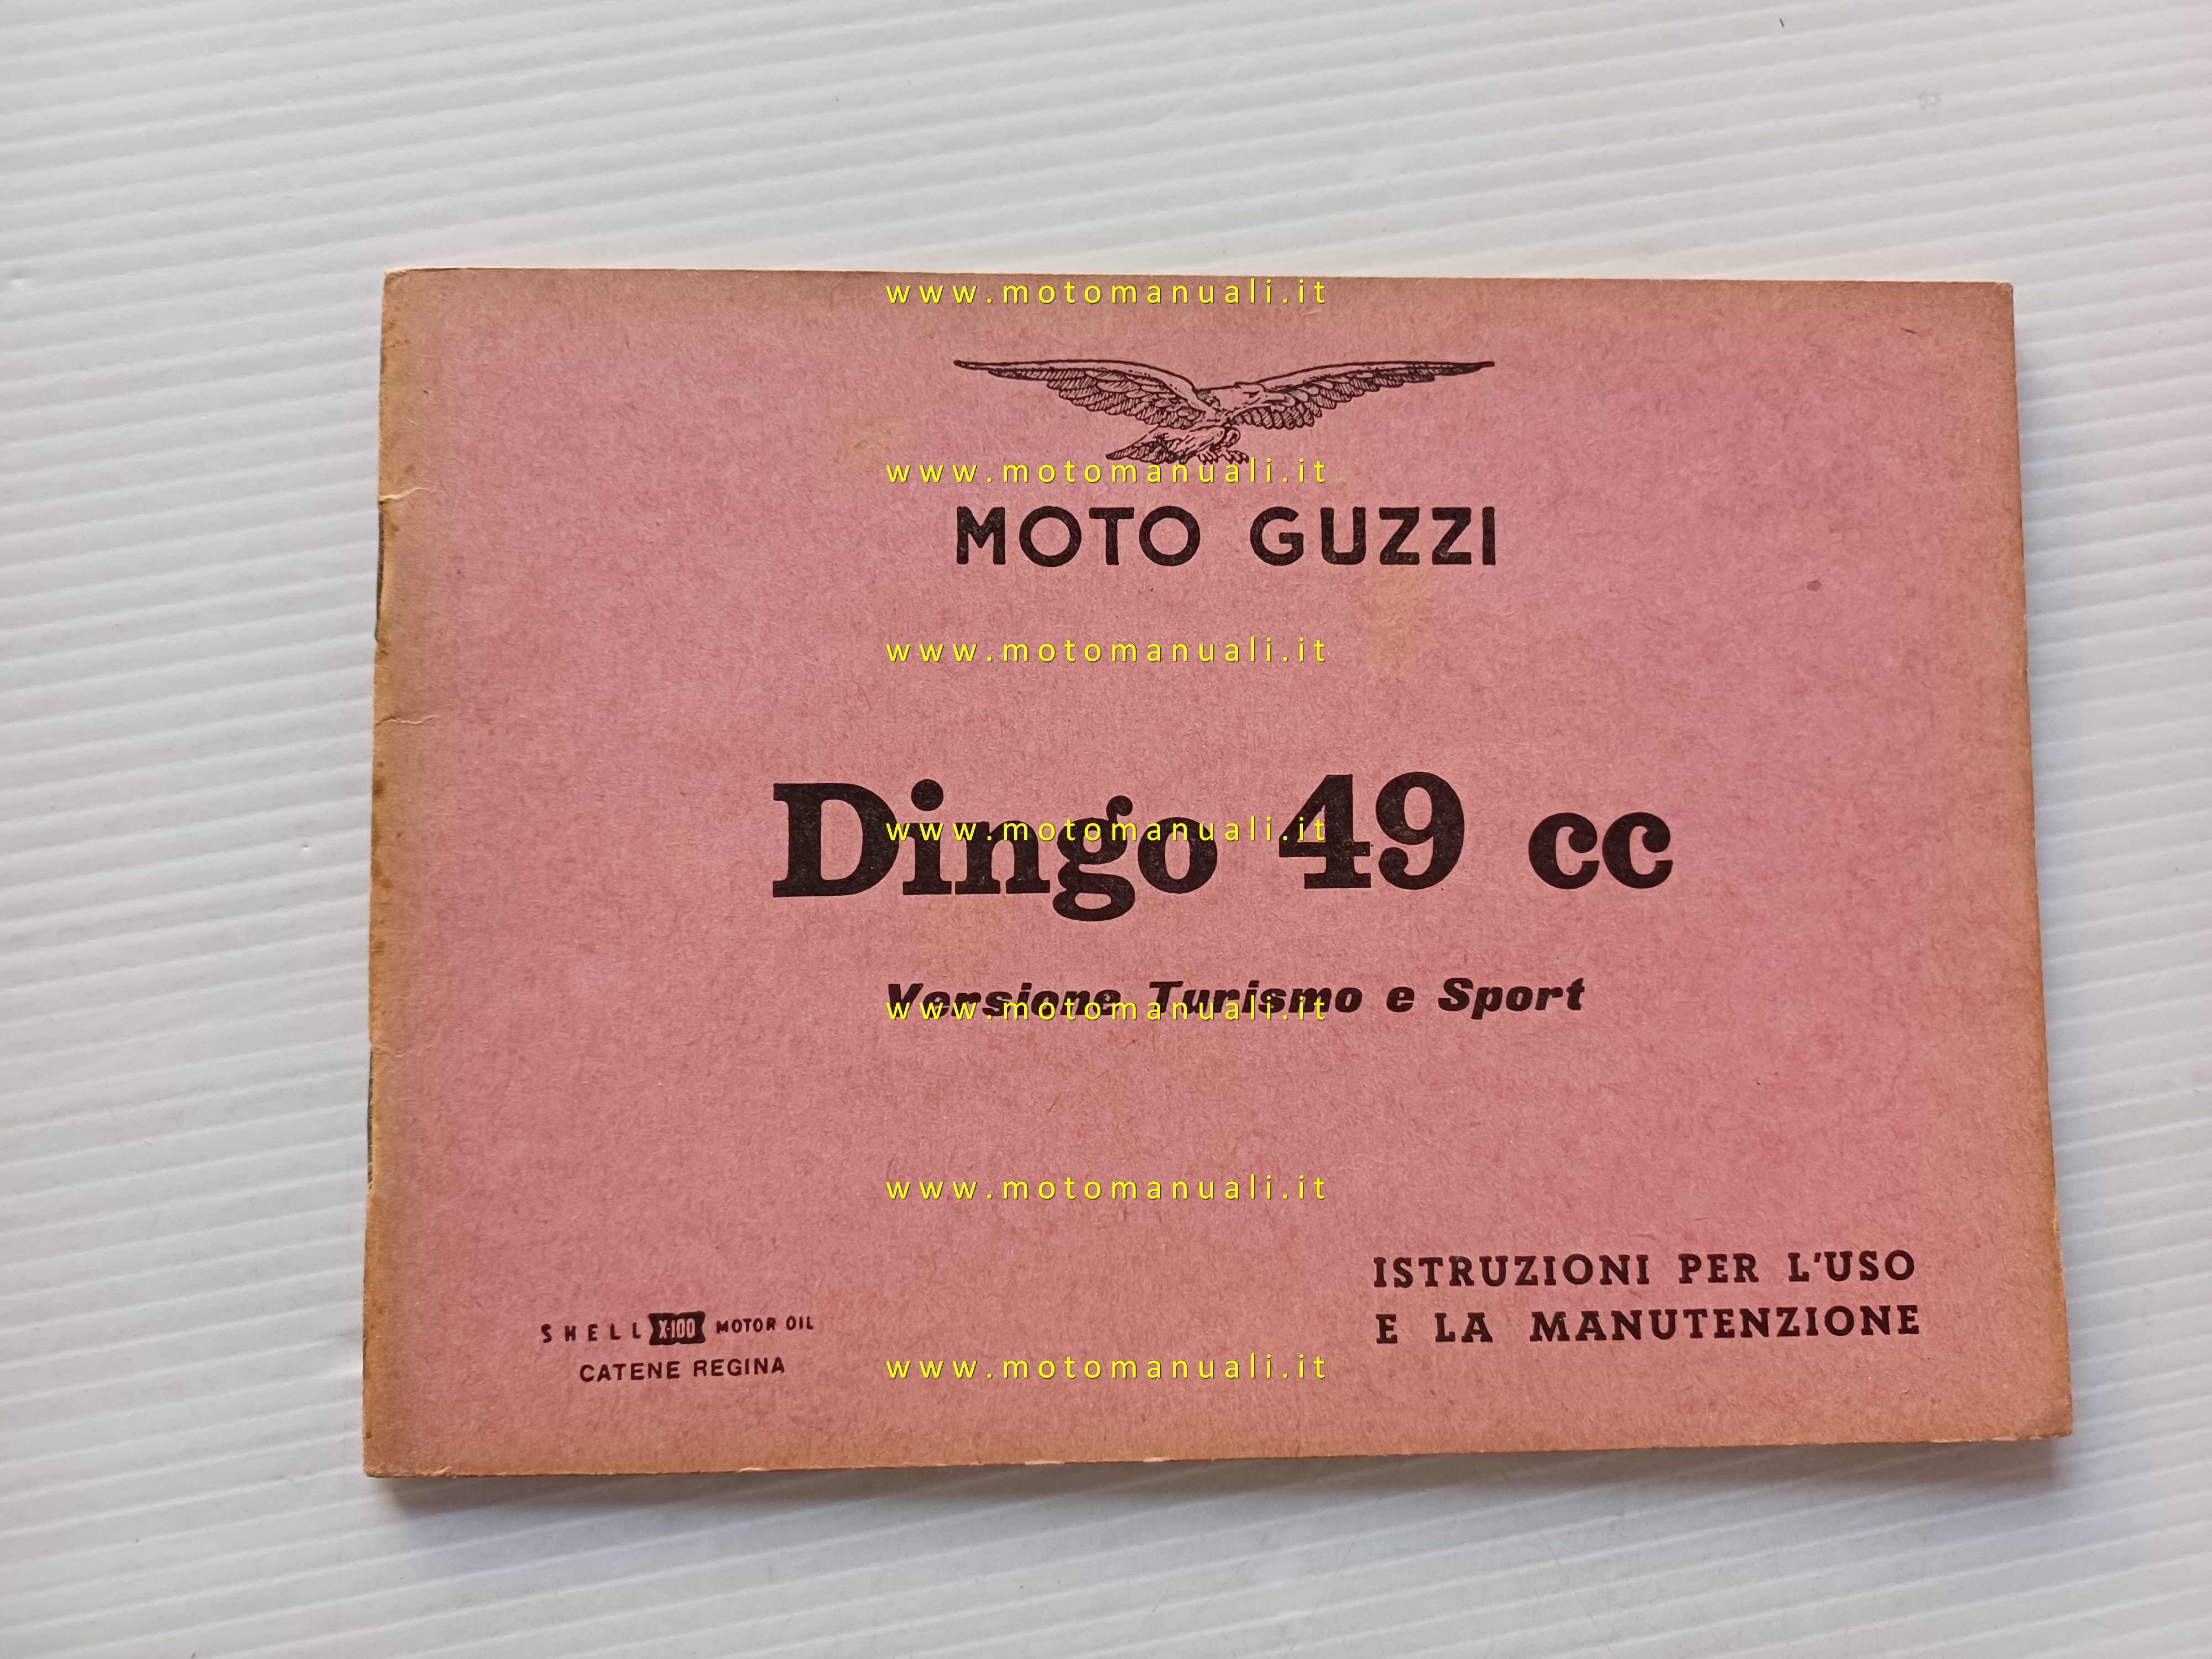 www.motomanuali.it
www.motomanuali.it
MOTO GUZZI
www.motomanuali.it
Dingo 49 cc
www.motomanuali.it
Versione Turismo e Sport
www.motomanuali.it
www.motomanuali.it
ISTRUZIONI PER L'USO
E LA MANUTENZIONE
SHELL X-100 MOTOR OIL
CATENE REGINA
www.motomanuali.it